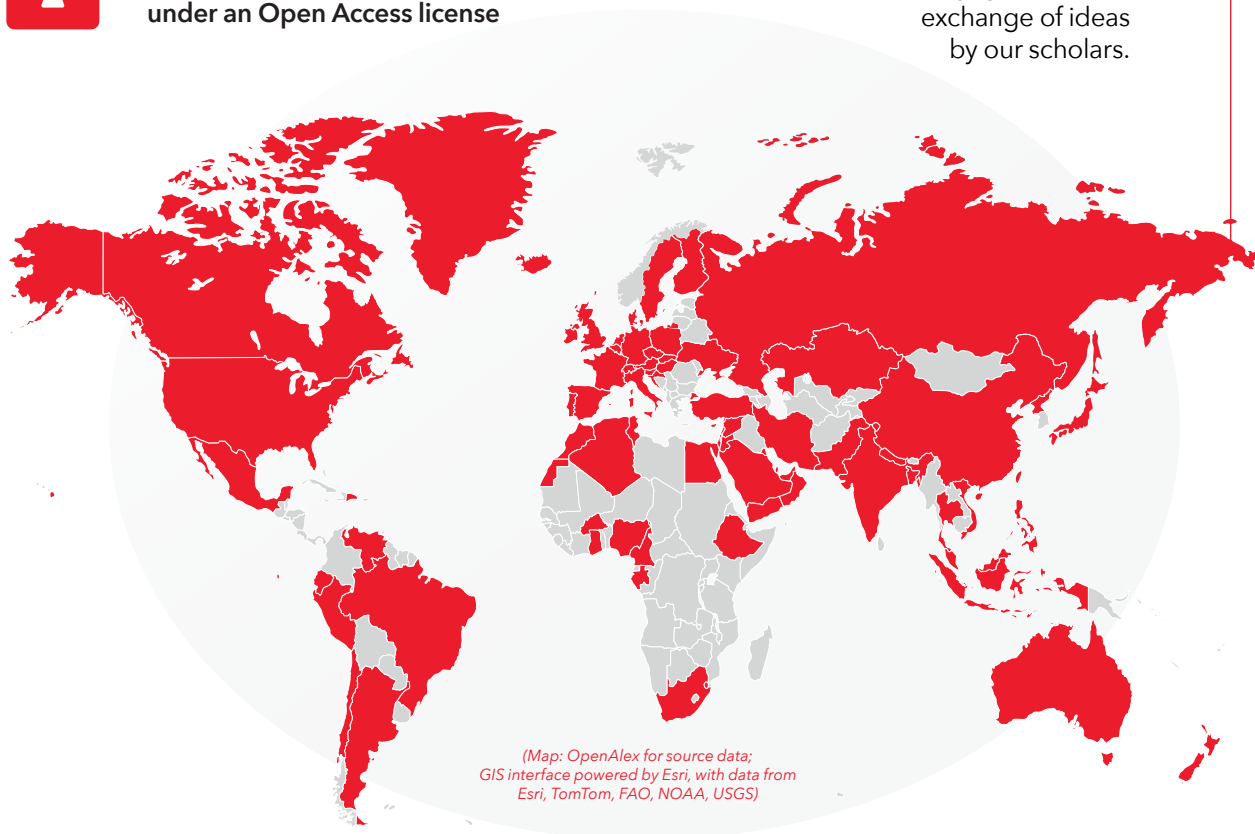 under an Open Access license
exchange of ideas
by our scholars.
(Map: OpenAlex for source data;
GIS interface powered by Esri, with data from
Esri, TomTom, FAO, NOAA, USGS)